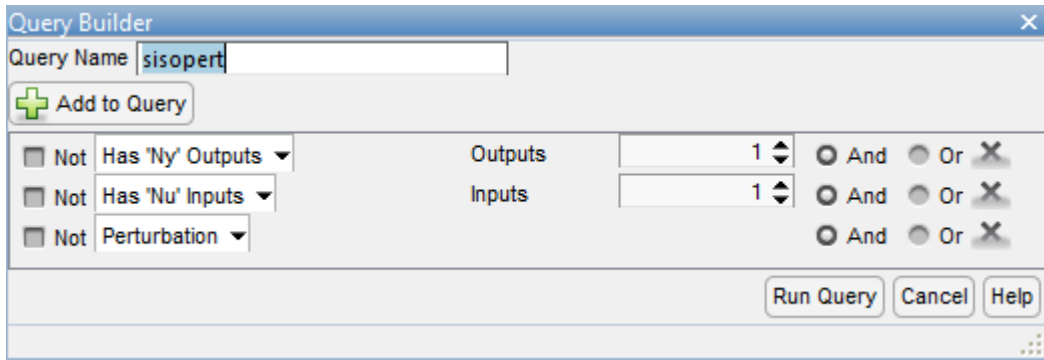 Query Builder
Query Name sisopert
Add to Query
Not Has 'Ny' Outputs Outputs 1 And Or
Not Has 'Nu' Inputs Inputs 1 And Or
Not Perturbation And Or
Run Query Cancel Help